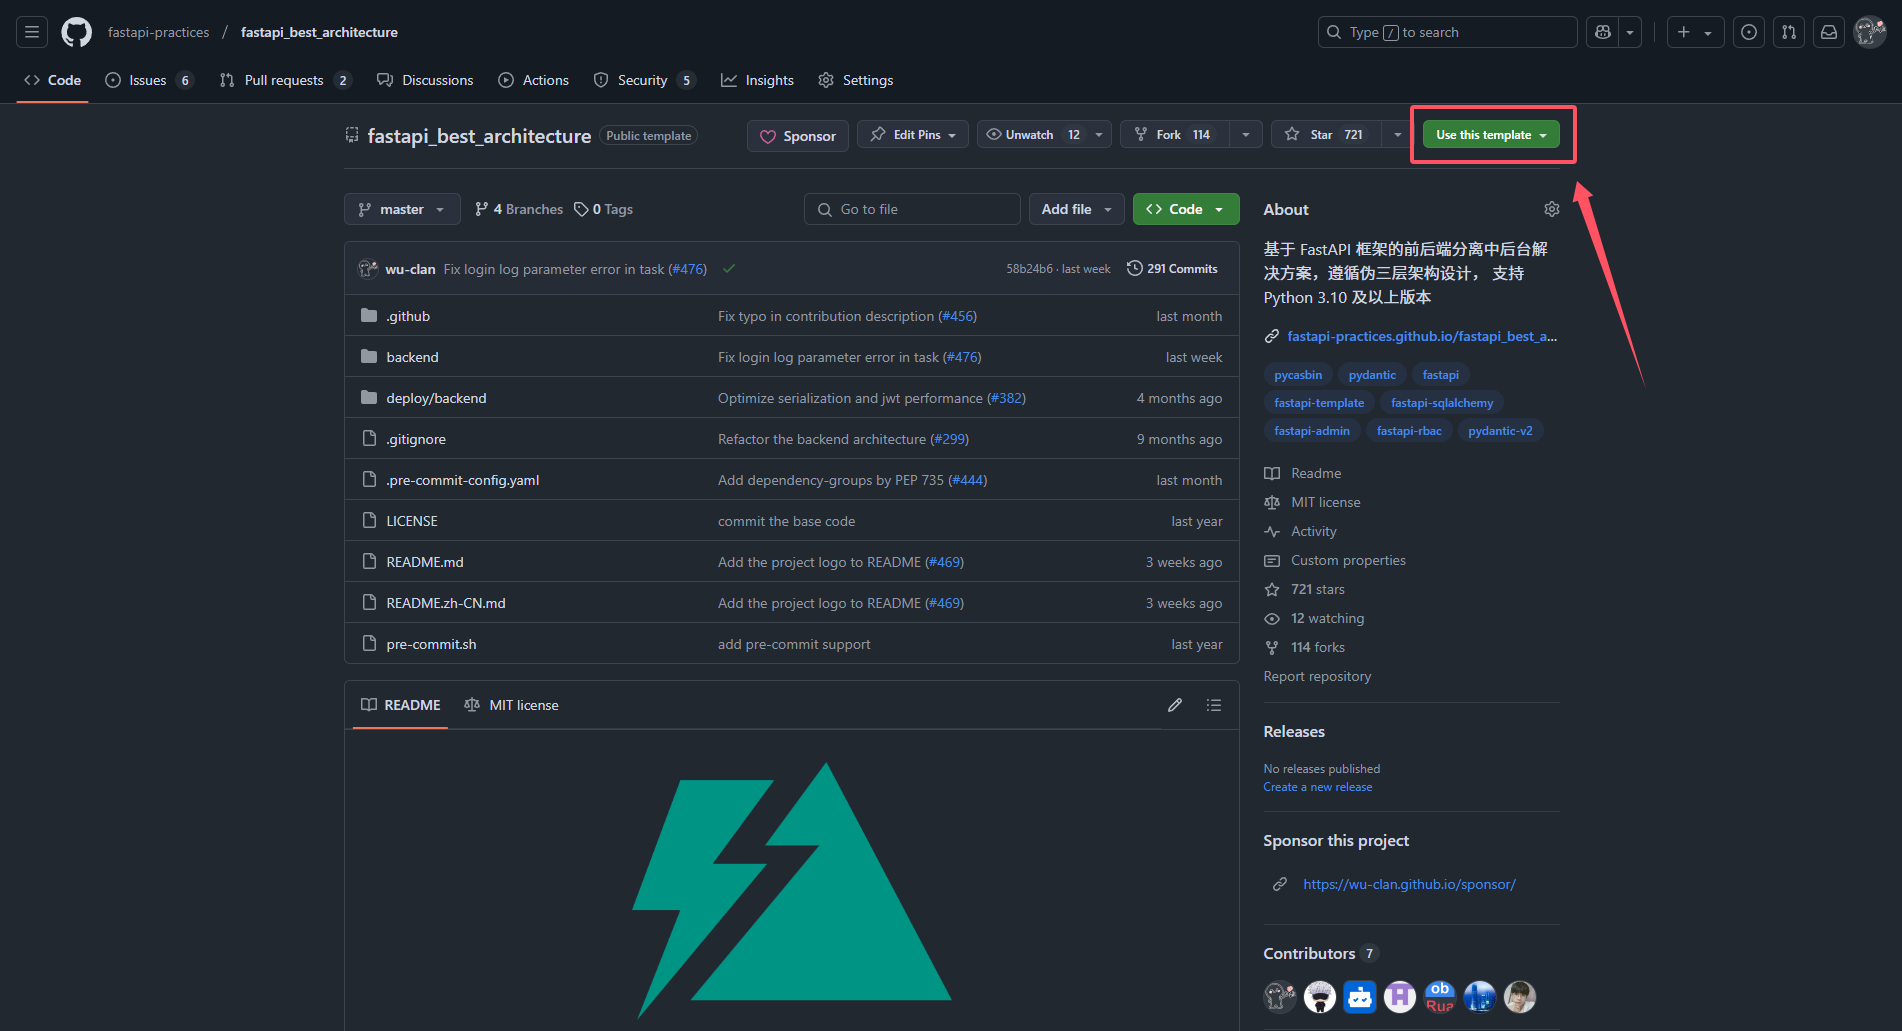 fastapi-practices / fastapi_best_architecture
Type / to search
Code
Issues 6
Pull requests 2
Discussions
Actions
Security 5
Insights
Settings
fastapi_best_architecture Public template
Sponsor
Edit Pins
Unwatch 12
Fork 114
Star 721
Use this template
master
4 Branches
0 Tags
Go to file
Add file
Code
wu-clan Fix login log parameter error in task (#476) 58b24b6 · last week 291 Commits
.github Fix typo in contribution description (#456) last month
backend Fix login log parameter error in task (#476) last week
deploy/backend Optimize serialization and jwt performance (#382) 4 months ago
.gitignore Refactor the backend architecture (#299) 9 months ago
.pre-commit-config.yaml Add dependency-groups by PEP 735 (#444) last month
LICENSE commit the base code last year
README.md Add the project logo to README (#469) 3 weeks ago
README.zh-CN.md Add the project logo to README (#469) 3 weeks ago
pre-commit.sh add pre-commit support last year
README
MIT license
About
基于 FastAPI 框架的前后端分离中后台解
决方案，遵循伪三层架构设计， 支持
Python 3.10 及以上版本
fastapi-practices.github.io/fastapi_best_a...
pycasbin pydantic fastapi
fastapi-template fastapi-sqlalchemy
fastapi-admin fastapi-rbac pydantic-v2
Readme
MIT license
Activity
Custom properties
721 stars
12 watching
114 forks
Report repository
Releases
No releases published
Create a new release
Sponsor this project
https://wu-clan.github.io/sponsor/
Contributors 7
ob
Rua